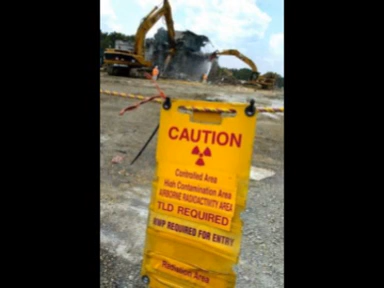 CAUTION
Controlled Area
High Contamination Area
AIRBORNE RADIOACTIVITY AREA
TLD REQUIRED
RWP REQUIRED FOR ENTRY
Radiation Area